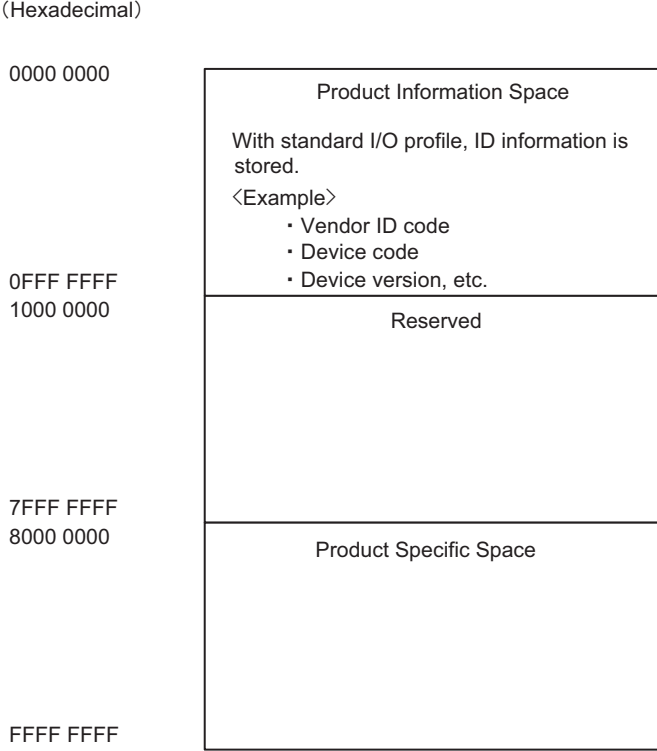 （Hexadecimal）
0000 0000
Product Information Space
With standard I/O profile, ID information is
stored.
〈Example〉
・Vendor ID code
・Device code
・Device version, etc.
0FFF FFFF
1000 0000
Reserved
7FFF FFFF
8000 0000
Product Specific Space
FFFF FFFF